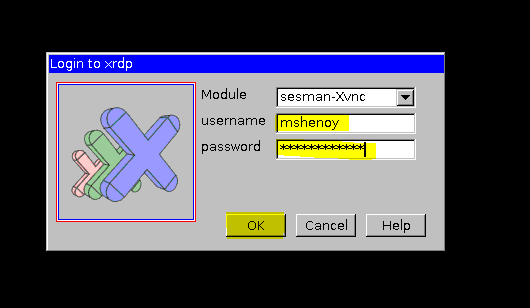 Login to xrdp
Module sesman-Xvnc
username mshenoy
password ************
OK Cancel Help